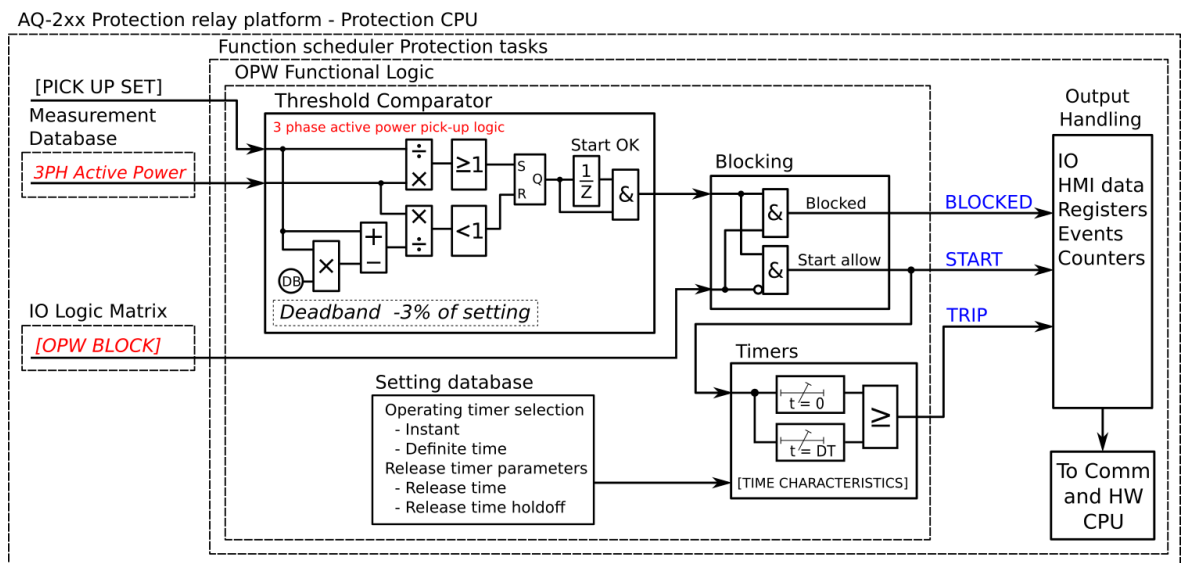 AQ-2xx Protection relay platform - Protection CPU
Function scheduler Protection tasks
OPW Functional Logic
[PICK UP SET]
Measurement
Database
3PH Active Power
Threshold Comparator
3 phase active power pick-up logic
÷
×
≥1
S
Q
R
Start OK
1
Z
&
×
÷
<1
+
−
×
DB
Deadband -3% of setting
IO Logic Matrix
[OPW BLOCK]
Blocking
&
Blocked
&
Start allow
BLOCKED
START
TRIP
Output
Handling
IO
HMI data
Registers
Events
Counters
To Comm
and HW
CPU
Setting database
Operating timer selection
- Instant
- Definite time
Release timer parameters
- Release time
- Release time holdoff
Timers
t = 0
t = DT
≥
[TIME CHARACTERISTICS]